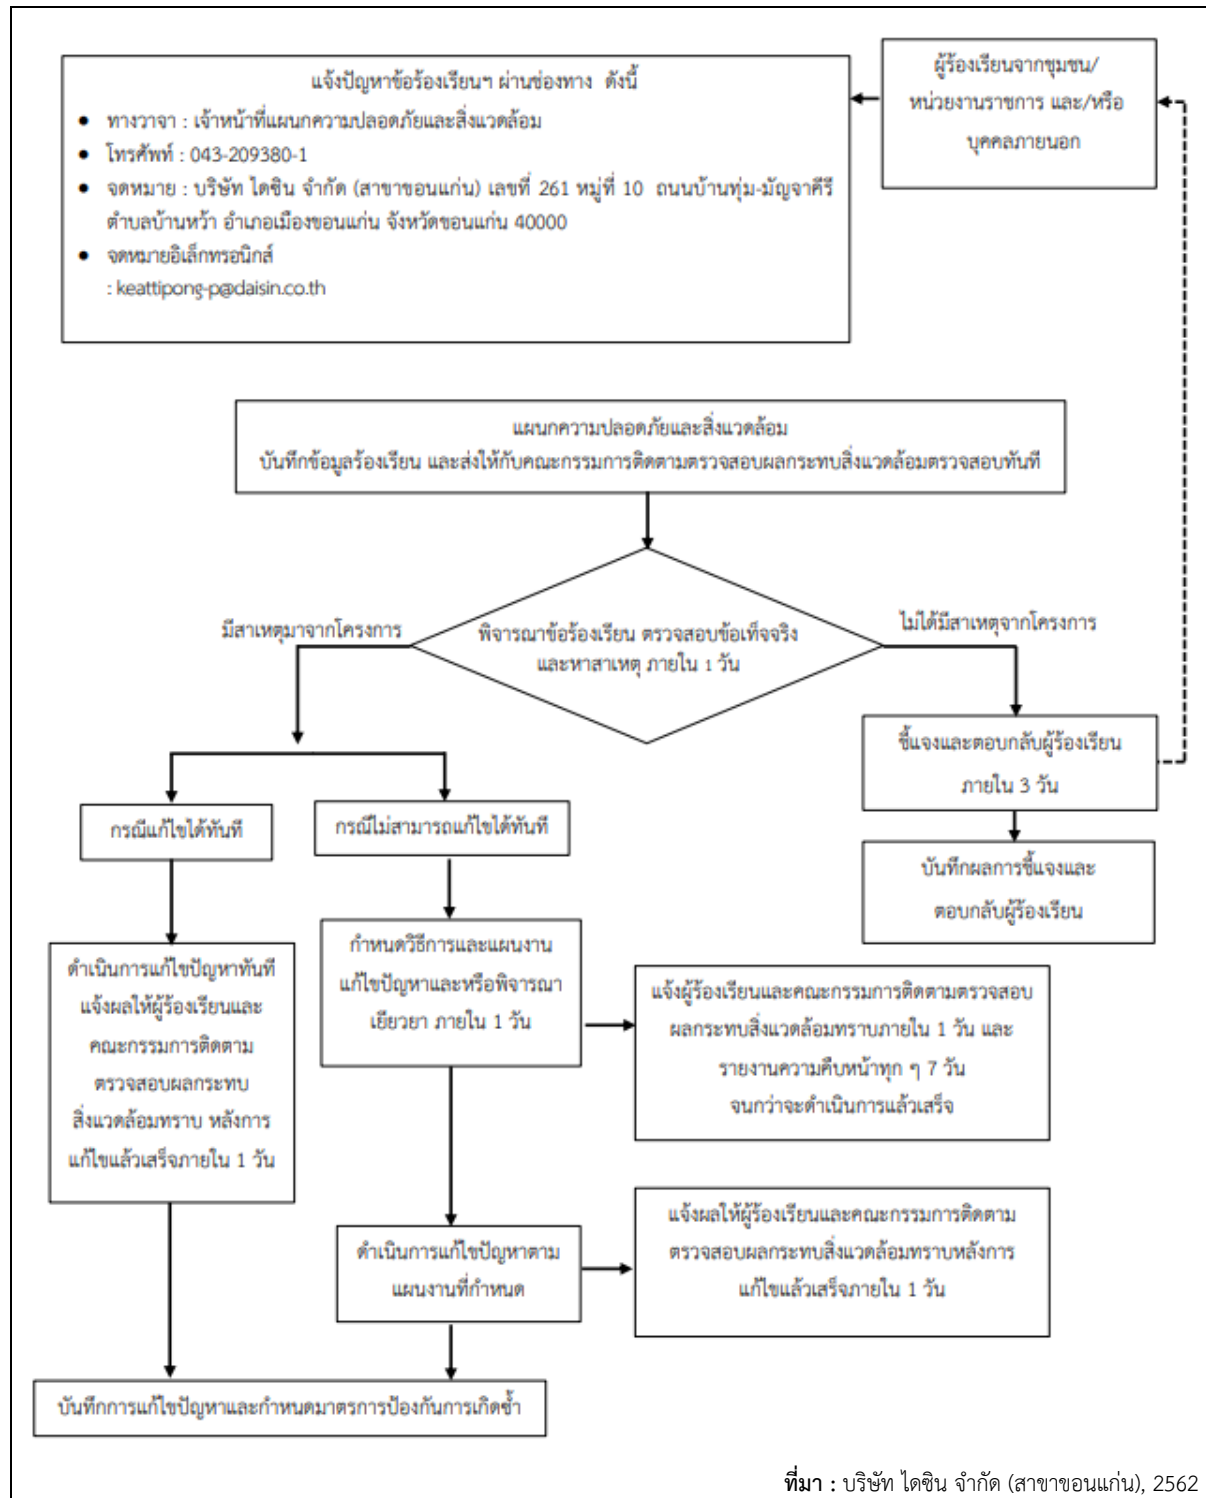 ผู้ร้องเรียนจากชุมชน/
หน่วยงานราชการ และ/หรือ
บุคคลภายนอก
แจ้งปัญหาข้อร้องเรียนฯ ผ่านช่องทาง ดังนี้
● ทางวาจา : เจ้าหน้าที่แผนกความปลอดภัยและสิ่งแวดล้อม
● โทรศัพท์ : 043-209380-1
● จดหมาย : บริษัท ไดซิน จำกัด (สาขาขอนแก่น) เลขที่ 261 หมู่ที่ 10 ถนนบ้านทุ่ม-มัญจาคีรี
ตำบลบ้านหว้า อำเภอเมืองขอนแก่น จังหวัดขอนแก่น 40000
● จดหมายอิเล็กทรอนิกส์
: keattipong-p@daisin.co.th
แผนกความปลอดภัยและสิ่งแวดล้อม
บันทึกข้อมูลร้องเรียน และส่งให้กับคณะกรรมการติดตามตรวจสอบผลกระทบสิ่งแวดล้อมตรวจสอบทันที
พิจารณาข้อร้องเรียน ตรวจสอบข้อเท็จจริง
และหาสาเหตุ ภายใน 1 วัน
มีสาเหตุมาจากโครงการ
ไม่ได้มีสาเหตุจากโครงการ
ชี้แจงและตอบกลับผู้ร้องเรียน
ภายใน 3 วัน
บันทึกผลการชี้แจงและ
ตอบกลับผู้ร้องเรียน
กรณีแก้ไขได้ทันที
กรณีไม่สามารถแก้ไขได้ทันที
ดำเนินการแก้ไขปัญหาทันที
แจ้งผลให้ผู้ร้องเรียนและ
คณะกรรมการติดตาม
ตรวจสอบผลกระทบ
สิ่งแวดล้อมทราบ หลังการ
แก้ไขแล้วเสร็จภายใน 1 วัน
กำหนดวิธีการและแผนงาน
แก้ไขปัญหาและหรือพิจารณา
เยียวยา ภายใน 1 วัน
แจ้งผู้ร้องเรียนและคณะกรรมการติดตามตรวจสอบ
ผลกระทบสิ่งแวดล้อมทราบภายใน 1 วัน และ
รายงานความคืบหน้าทุก ๆ 7 วัน
จนกว่าจะดำเนินการแล้วเสร็จ
ดำเนินการแก้ไขปัญหาตาม
แผนงานที่กำหนด
แจ้งผลให้ผู้ร้องเรียนและคณะกรรมการติดตาม
ตรวจสอบผลกระทบสิ่งแวดล้อมทราบหลังการ
แก้ไขแล้วเสร็จภายใน 1 วัน
บันทึกการแก้ไขปัญหาและกำหนดมาตรการป้องกันการเกิดซ้ำ
ที่มา : บริษัท ไดซิน จำกัด (สาขาขอนแก่น), 2562